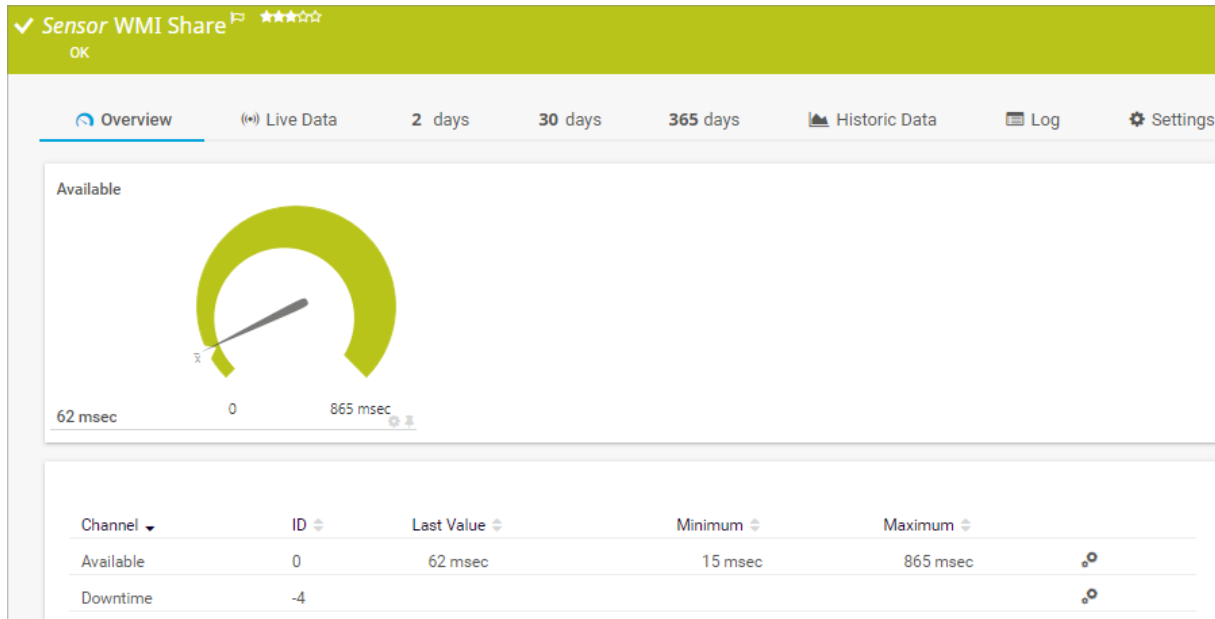 Sensor WMI Share
OK
Overview Live Data 2 days 30 days 365 days Historic Data Log Settings
Available
x̄
62 msec 0 865 msec
Channel ID Last Value Minimum Maximum
Available 0 62 msec 15 msec 865 msec
Downtime -4